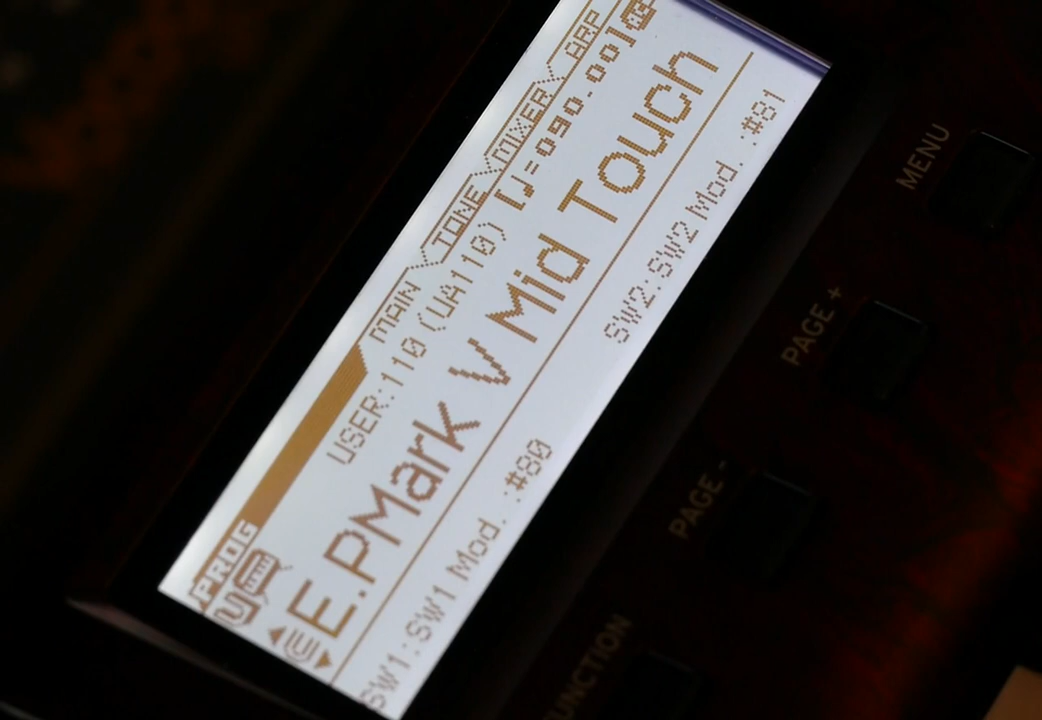 PROG MAIN TONE MIXER ARP
U USER:110 (UA110) [♩=090.00]
U E.PMark V Mid Touch
SW1:SW1 Mod. :#80 SW2:SW2 Mod. :#81
FUNCTION
PAGE -
PAGE +
MENU